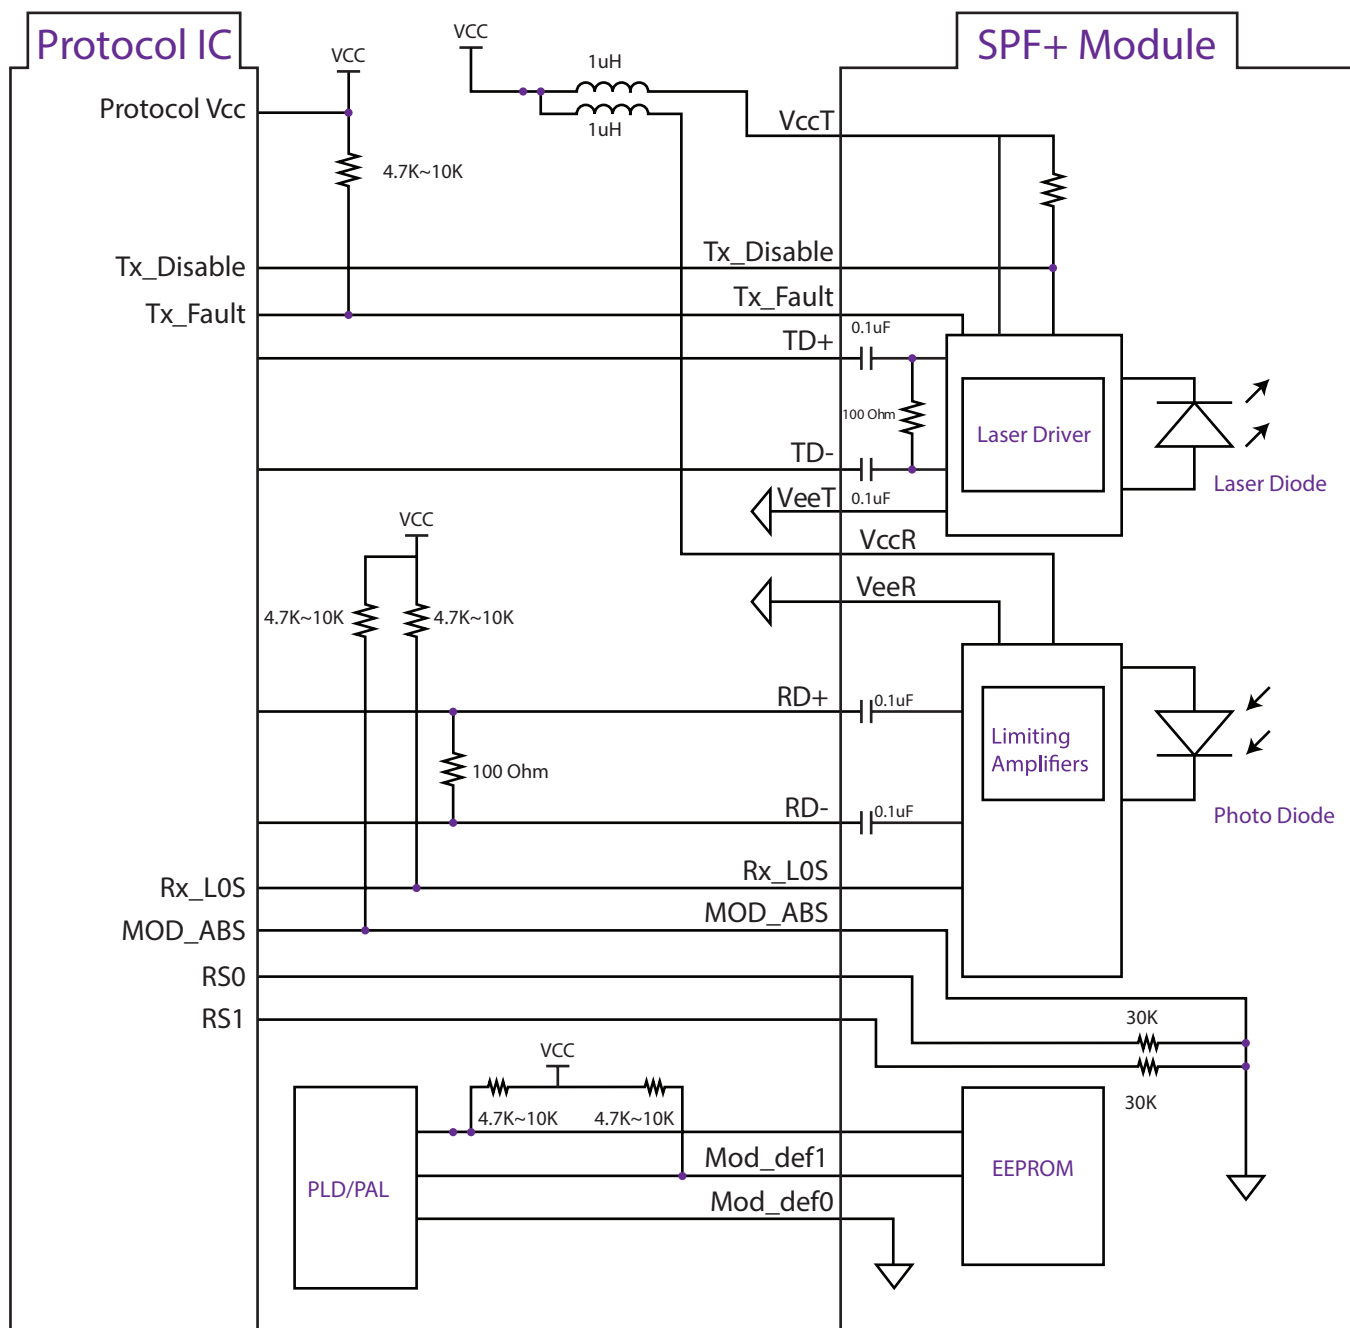 Protocol IC
SPF+ Module
VCC
VCC
1uH
1uH
Protocol Vcc
VccT
4.7K~10K
Tx_Disable
Tx_Disable
Tx_Fault
Tx_Fault
0.1uF
TD+
100 Ohm
Laser Driver
TD-
0.1uF
VeeT
Laser Diode
VCC
VccR
VeeR
4.7K~10K
4.7K~10K
RD+
0.1uF
Limiting
Amplifiers
100 Ohm
RD-
0.1uF
Photo Diode
Rx_L0S
Rx_L0S
MOD_ABS
MOD_ABS
RS0
RS1
30K
30K
VCC
4.7K~10K
4.7K~10K
Mod_def1
EEPROM
PLD/PAL
Mod_def0